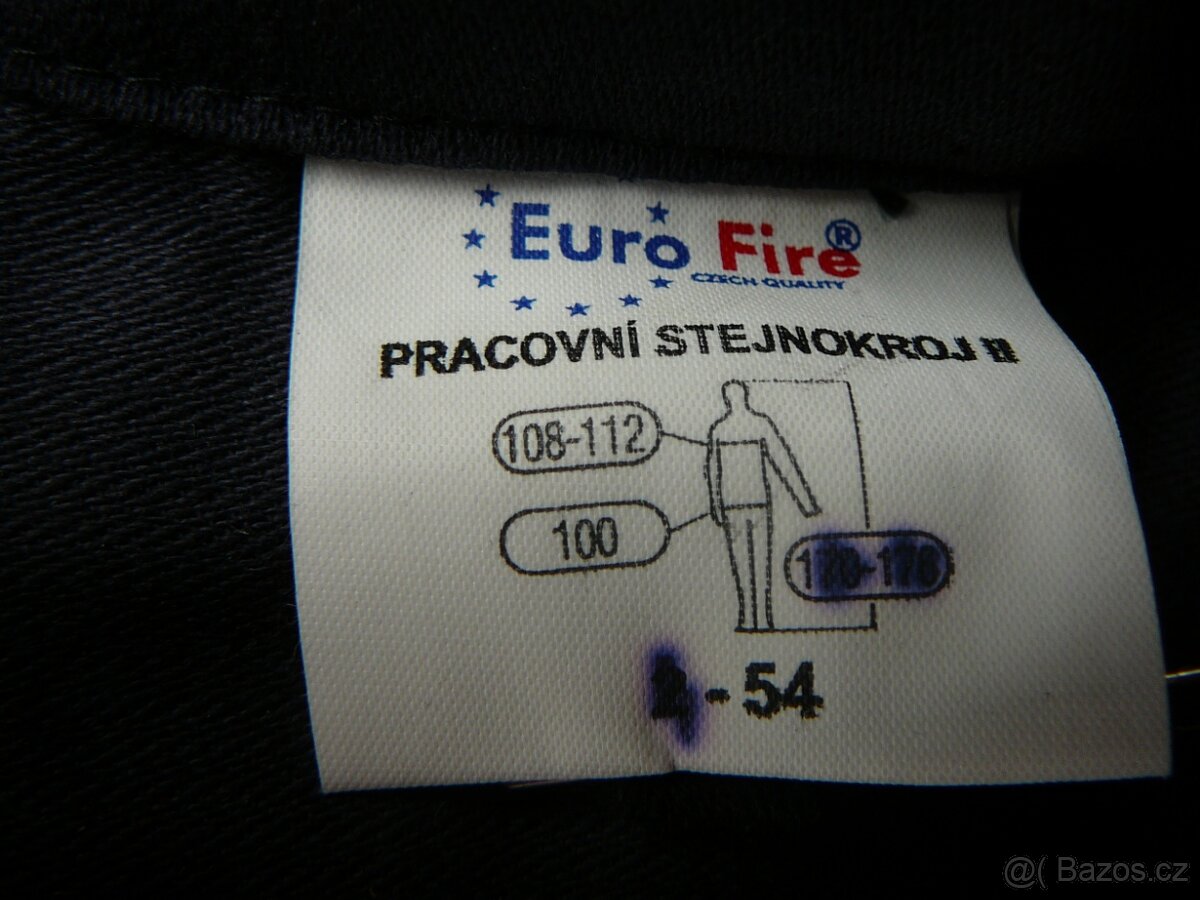 Euro Fire®
CZECH QUALITY
PRACOVNÍ STEJNOKROJ II
108-112
100
- 54
@( Bazos.cz